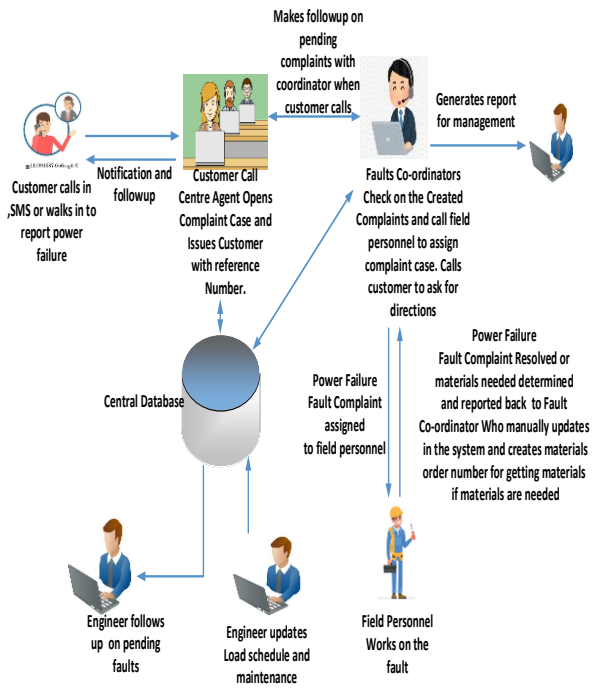 Makes followup on
pending
complaints with
coordinator when
customer calls
Generates report
for management
Notification and
followup
Customer calls in
,SMS or walks in to
report power
failure
Customer Call
Centre Agent Opens
Complaint Case and
Issues Customer
with reference
Number.
Faults Co-ordinators
Check on the Created
Complaints and call field
personnel to assign
complaint case. Calls
customer to ask for
directions
Central Database
Power Failure
Fault Complaint
assigned
to field personnel
Power Failure
Fault Complaint Resolved or
materials needed determined
and reported back to Fault
Co-ordinator Who manually updates
in the system and creates materials
order number for getting materials
if materials are needed
Engineer follows
up on pending
faults
Engineer updates
Load schedule and
maintenance
Field Personnel
Works on the
fault